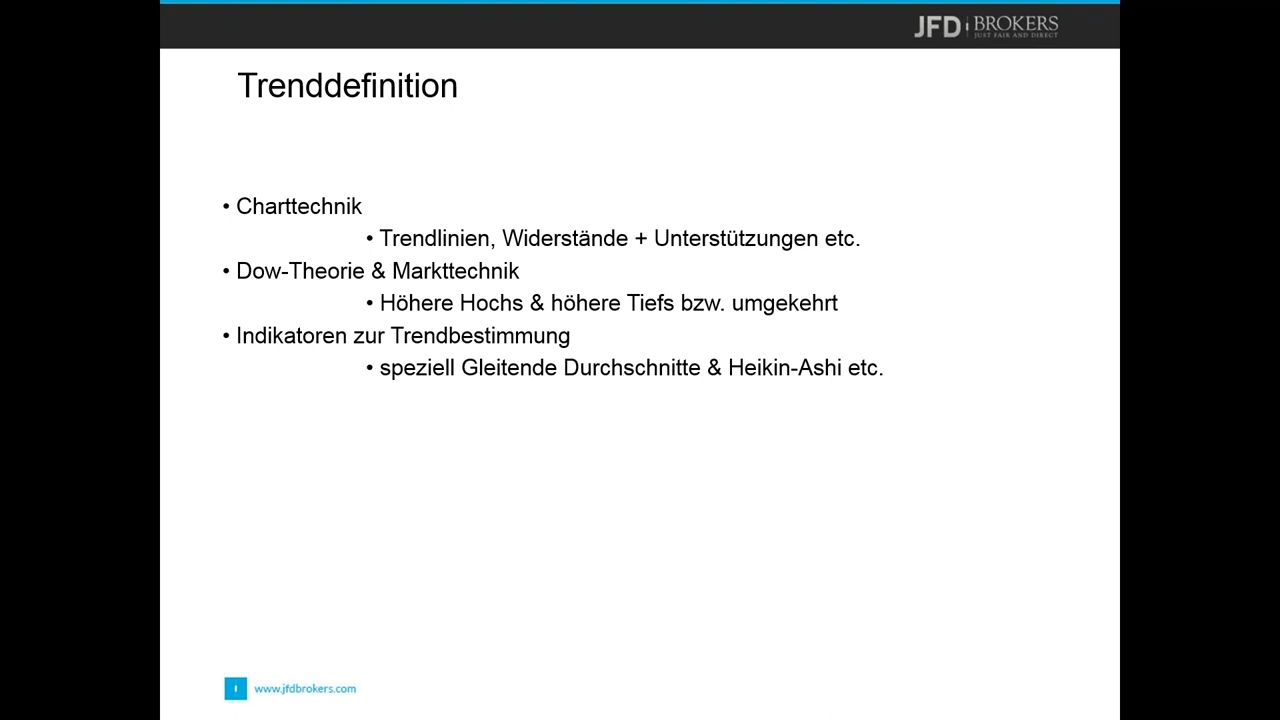 JFD BROKERS
JUST FAIR AND DIRECT
Trenddefinition
• Charttechnik
• Trendlinien, Widerstände + Unterstützungen etc.
• Dow-Theorie & Markttechnik
• Höhere Hochs & höhere Tiefs bzw. umgekehrt
• Indikatoren zur Trendbestimmung
• speziell Gleitende Durchschnitte & Heikin-Ashi etc.
www.jfdbrokers.com